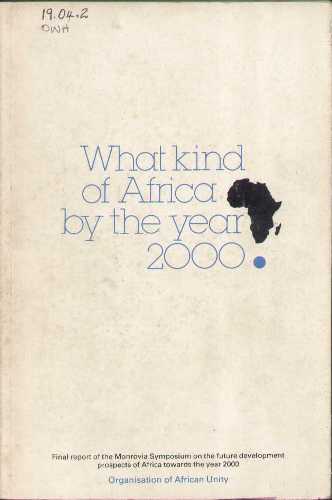 19.04.2
OWH
What kind
of Africa
by the year
2000.
Final report of the Monrovia Symposium on the future development
prospects of Africa towards the year 2000
Organisation of African Unity